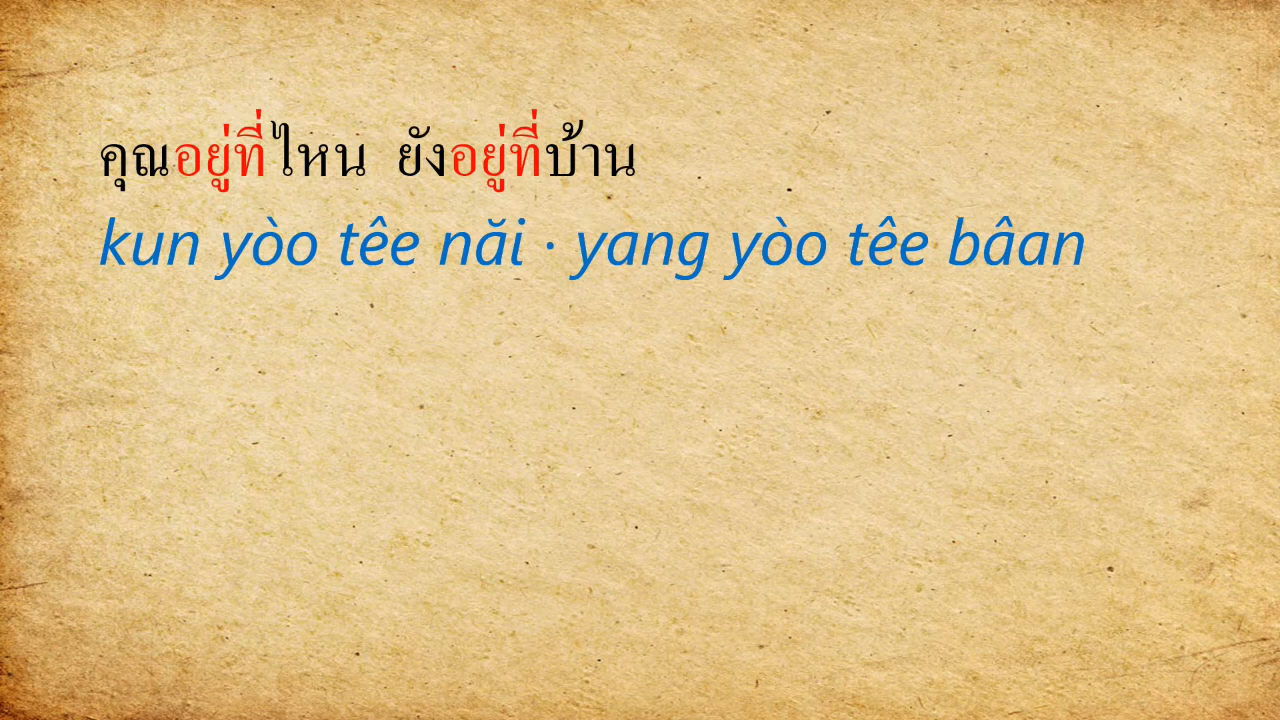 คุณอยู่ที่ไหน ยังอยู่ที่บ้าน
kun yòo têe năi · yang yòo têe bâan